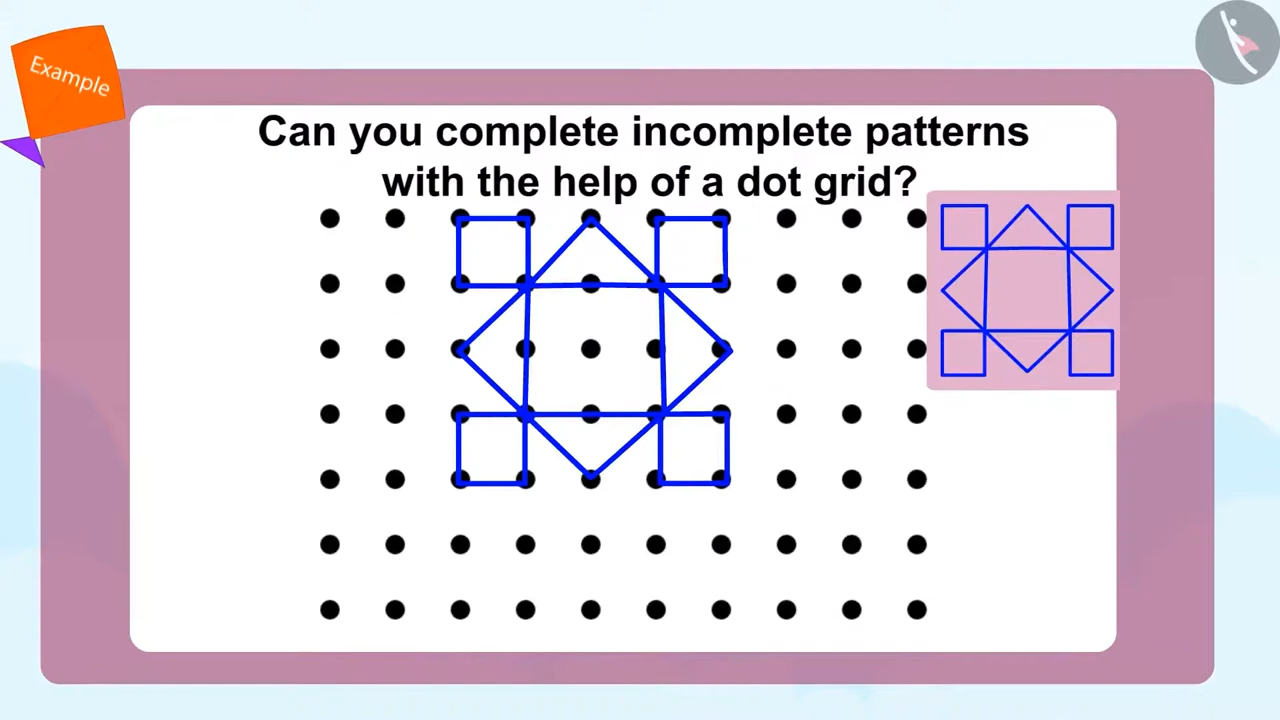 Example
Can you complete incomplete patterns
with the help of a dot grid?